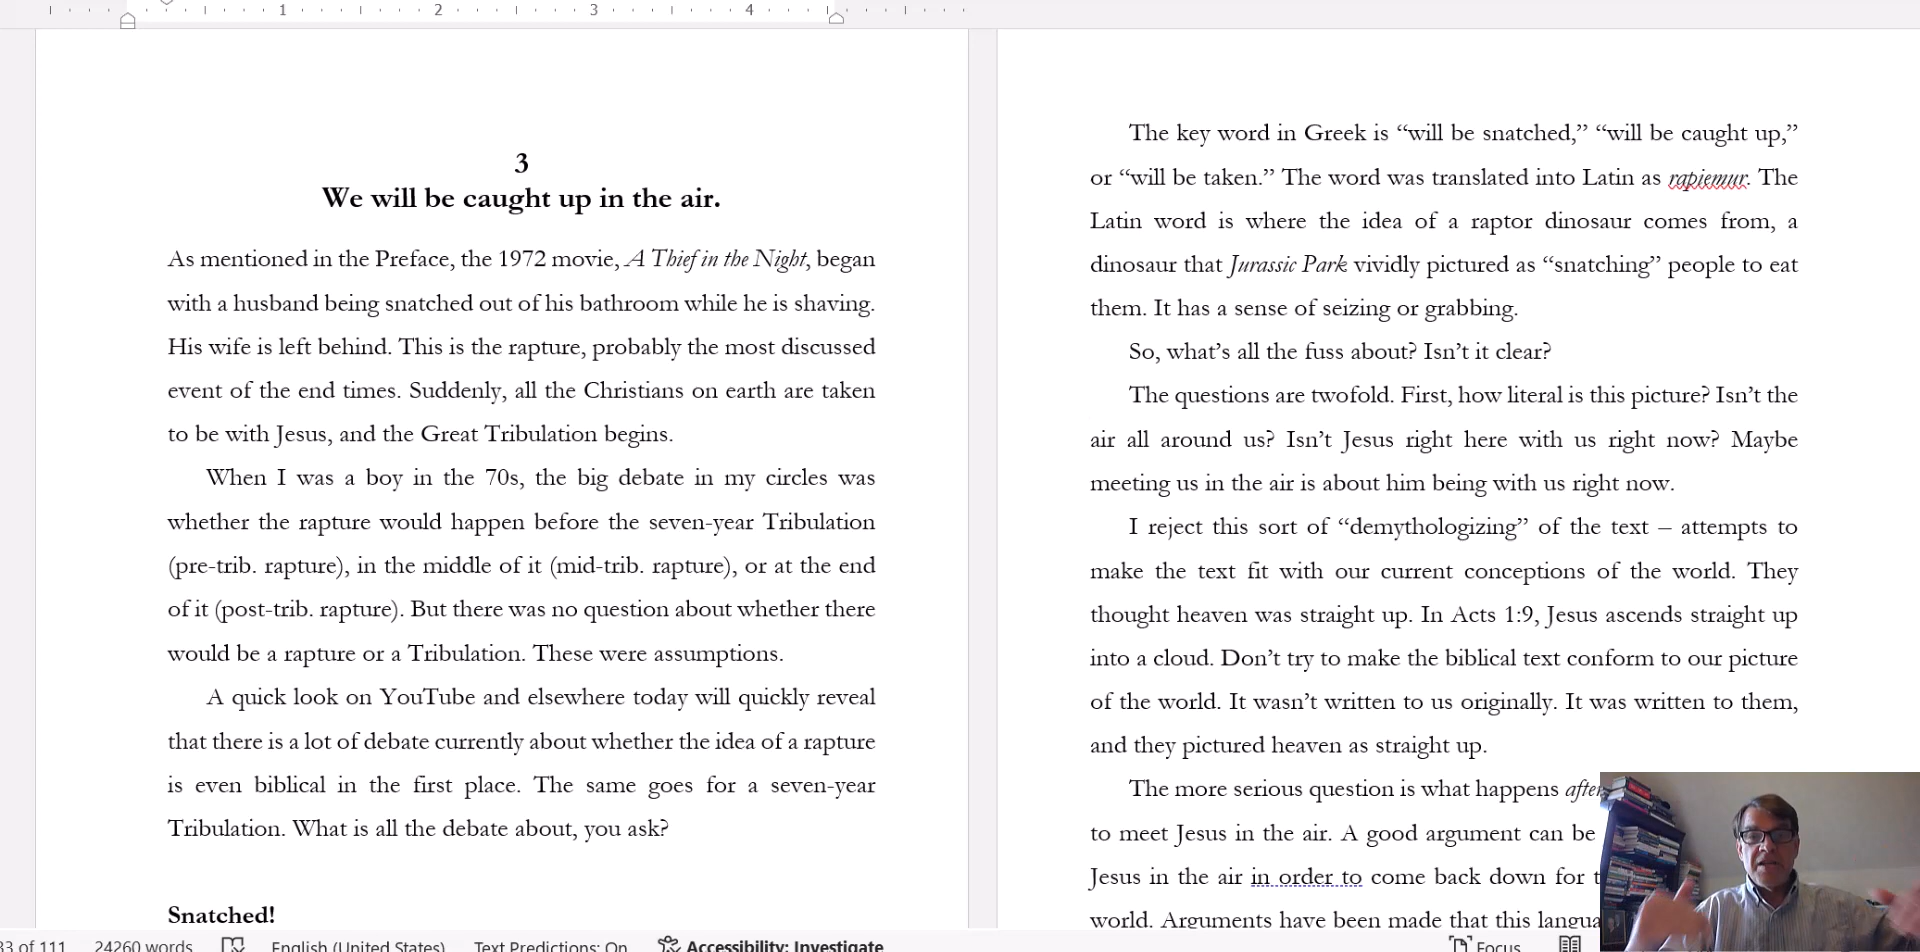 1 2 3 4
3
We will be caught up in the air.
As mentioned in the Preface, the 1972 movie, A Thief in the Night, began
with a husband being snatched out of his bathroom while he is shaving.
His wife is left behind. This is the rapture, probably the most discussed
event of the end times. Suddenly, all the Christians on earth are taken
to be with Jesus, and the Great Tribulation begins.
When I was a boy in the 70s, the big debate in my circles was
whether the rapture would happen before the seven-year Tribulation
(pre-trib. rapture), in the middle of it (mid-trib. rapture), or at the end
of it (post-trib. rapture). But there was no question about whether there
would be a rapture or a Tribulation. These were assumptions.
A quick look on YouTube and elsewhere today will quickly reveal
that there is a lot of debate currently about whether the idea of a rapture
is even biblical in the first place. The same goes for a seven-year
Tribulation. What is all the debate about, you ask?
Snatched!
The key word in Greek is “will be snatched,” “will be caught up,”
or “will be taken.” The word was translated into Latin as rapiemur. The
Latin word is where the idea of a raptor dinosaur comes from, a
dinosaur that Jurassic Park vividly pictured as “snatching” people to eat
them. It has a sense of seizing or grabbing.
So, what’s all the fuss about? Isn’t it clear?
The questions are twofold. First, how literal is this picture? Isn’t the
air all around us? Isn’t Jesus right here with us right now? Maybe
meeting us in the air is about him being with us right now.
I reject this sort of “demythologizing” of the text – attempts to
make the text fit with our current conceptions of the world. They
thought heaven was straight up. In Acts 1:9, Jesus ascends straight up
into a cloud. Don’t try to make the biblical text conform to our picture
of the world. It wasn’t written to us originally. It was written to them,
and they pictured heaven as straight up.
The more serious question is what happens after
to meet Jesus in the air. A good argument can be
Jesus in the air in order to come back down for
world. Arguments have been made that this
33 of 111 24260 words English (United States) Text Predictions: On Accessibility: Investigate Focus